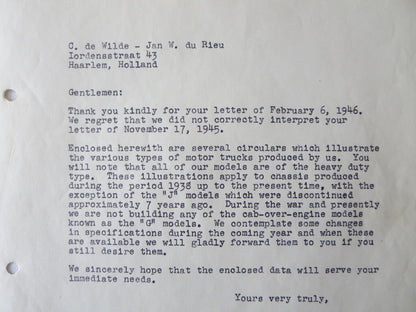 C. de Wilde - Jan W. du Rieu
Iordensstraat 43
Haarlem, Holland
Gentlemen:
Thank you kindly for your letter of February 6, 1946.
We regret that we did not correctly interpret your
letter of November 17, 1945.
Enclosed herewith are several circulars which illustrate
the various types of motor trucks produced by us. You
will note that all of our models are of the heavy duty
type. These illustrations apply to chassis produced
during the period 1938 up to the present time, with the
exception of the "J" models which were discontinued
approximately 7 years ago. During the war and presently
we are not building any of the cab-over-engine models
known as the "G" models. We contemplate some changes
in specifications during the coming year and when these
are available we will gladly forward them to you if you
still desire them.
We sincerely hope that the enclosed data will serve your
immediate needs.
Yours very truly,